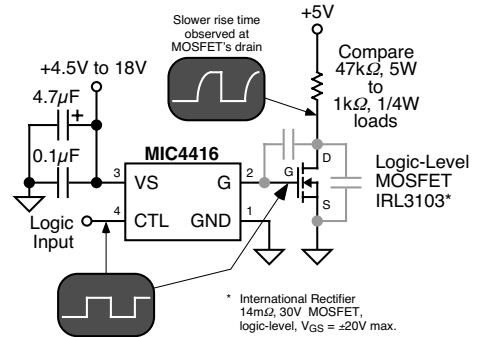 Slower rise time
observed at
MOSFET's drain
+5V
+4.5V to 18V
4.7µF
+
0.1µF
Compare
47kΩ, 5W
to
1kΩ, 1/4W
loads
MIC4416
3
VS
G
2
4
CTL
GND
1
Logic
Input
D
G
S
Logic-Level
MOSFET
IRL3103*
* International Rectifier
14mΩ, 30V MOSFET,
logic-level, VGS = ±20V max.